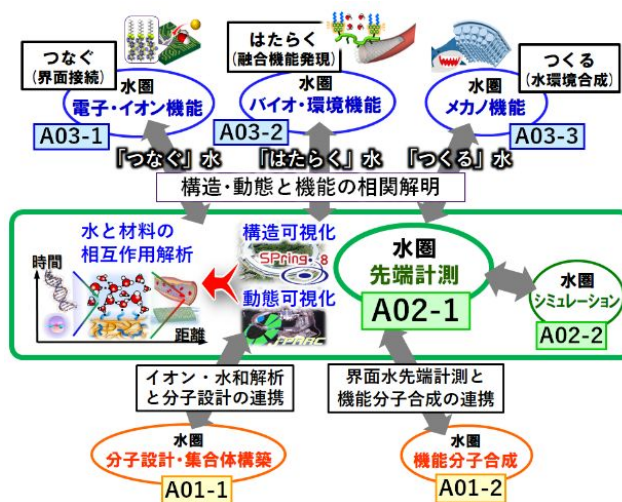 つなぐ
(界面接続)
はたらく
(融合機能発現)
つくる
(水環境合成)
水圏
電子・イオン機能
A03-1
水圏
バイオ・環境機能
A03-2
水圏
メカノ機能
A03-3
「つなぐ」水
「はたらく」水
「つくる」水
構造・動態と機能の相関解明
水と材料の
相互作用解析
時間
距離
構造可視化
SPring-8
動態可視化
J-PARC
水圏
先端計測
A02-1
水圏
シミュレーション
A02-2
イオン・水和解析
と分子設計の連携
界面水先端計測と
機能分子合成の連携
水圏
分子設計・集合体構築
A01-1
水圏
機能分子合成
A01-2